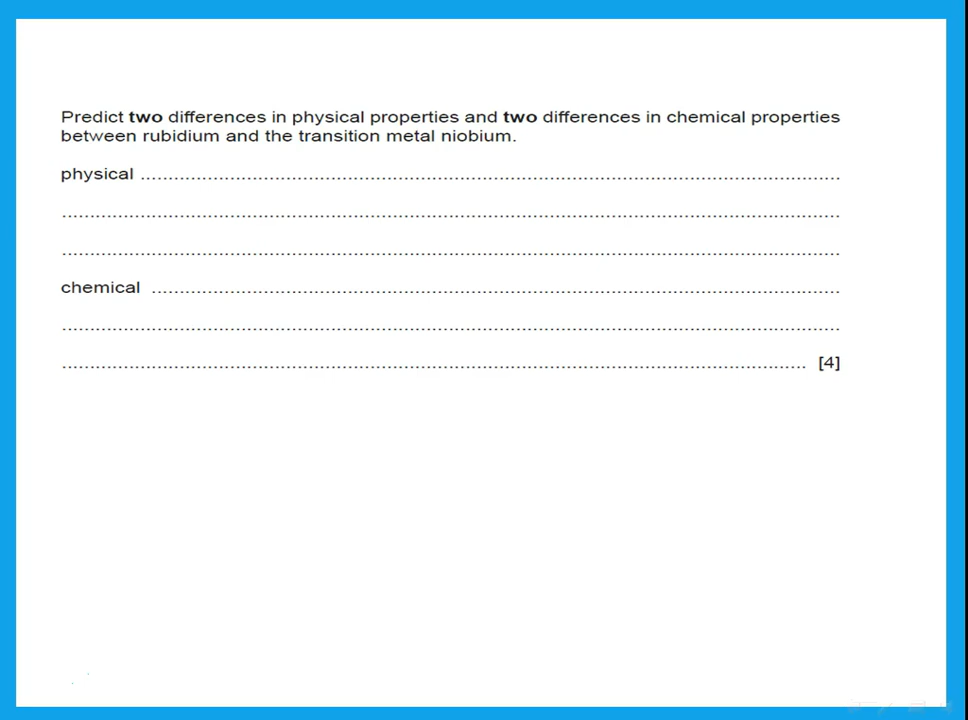 Predict two differences in physical properties and two differences in chemical properties
between rubidium and the transition metal niobium.
physical ..............................................................................................................................
............................................................................................................................................
............................................................................................................................................
chemical ............................................................................................................................
............................................................................................................................................
..................................................................................................................................... [4]